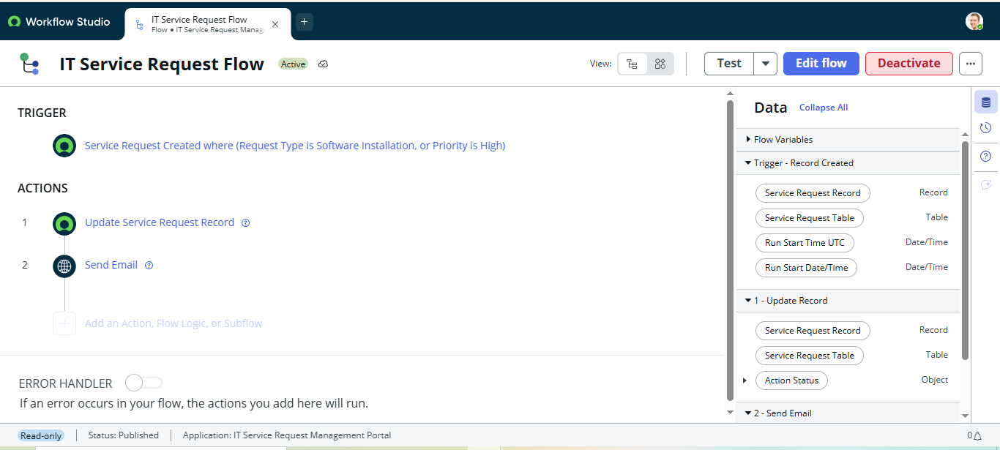 Workflow Studio
IT Service Request Flow
Flow • IT Service Request Manag
IT Service Request Flow
Active
View:
Test
Edit flow
Deactivate
TRIGGER
Service Request Created where (Request Type is Software Installation, or Priority is High)
ACTIONS
1
Update Service Request Record
2
Send Email
Add an Action, Flow Logic, or Subflow
ERROR HANDLER
If an error occurs in your flow, the actions you add here will run.
Data
Collapse All
Flow Variables
Trigger - Record Created
Service Request Record Record
Service Request Table Table
Run Start Time UTC Date/Time
Run Start Date/Time Date/Time
1 - Update Record
Service Request Record Record
Service Request Table Table
Action Status Object
2 - Send Email
Read-only
Status: Published
Application: IT Service Request Management Portal
0